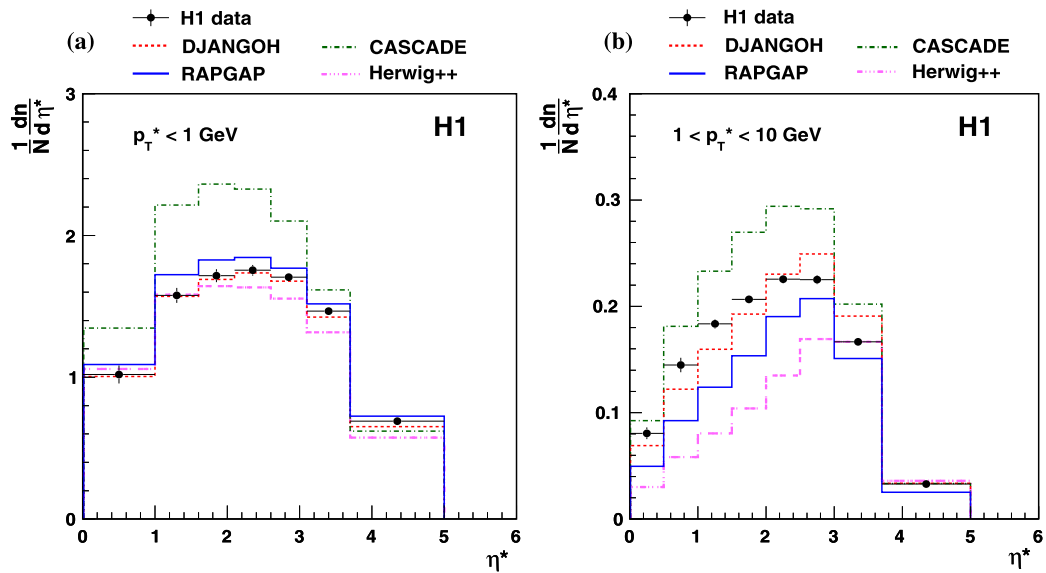 H1 data
(a)
DJANGOH
CASCADE
RAPGAP
Herwig++
1 dn
N d η*
p_T* < 1 GeV
H1
3
2
1
0
0 1 2 3 4 5 6
η*
H1 data
(b)
DJANGOH
CASCADE
RAPGAP
Herwig++
1 dn
N d η*
1 < p_T* < 10 GeV
H1
0.4
0.3
0.2
0.1
0
0 1 2 3 4 5 6
η*